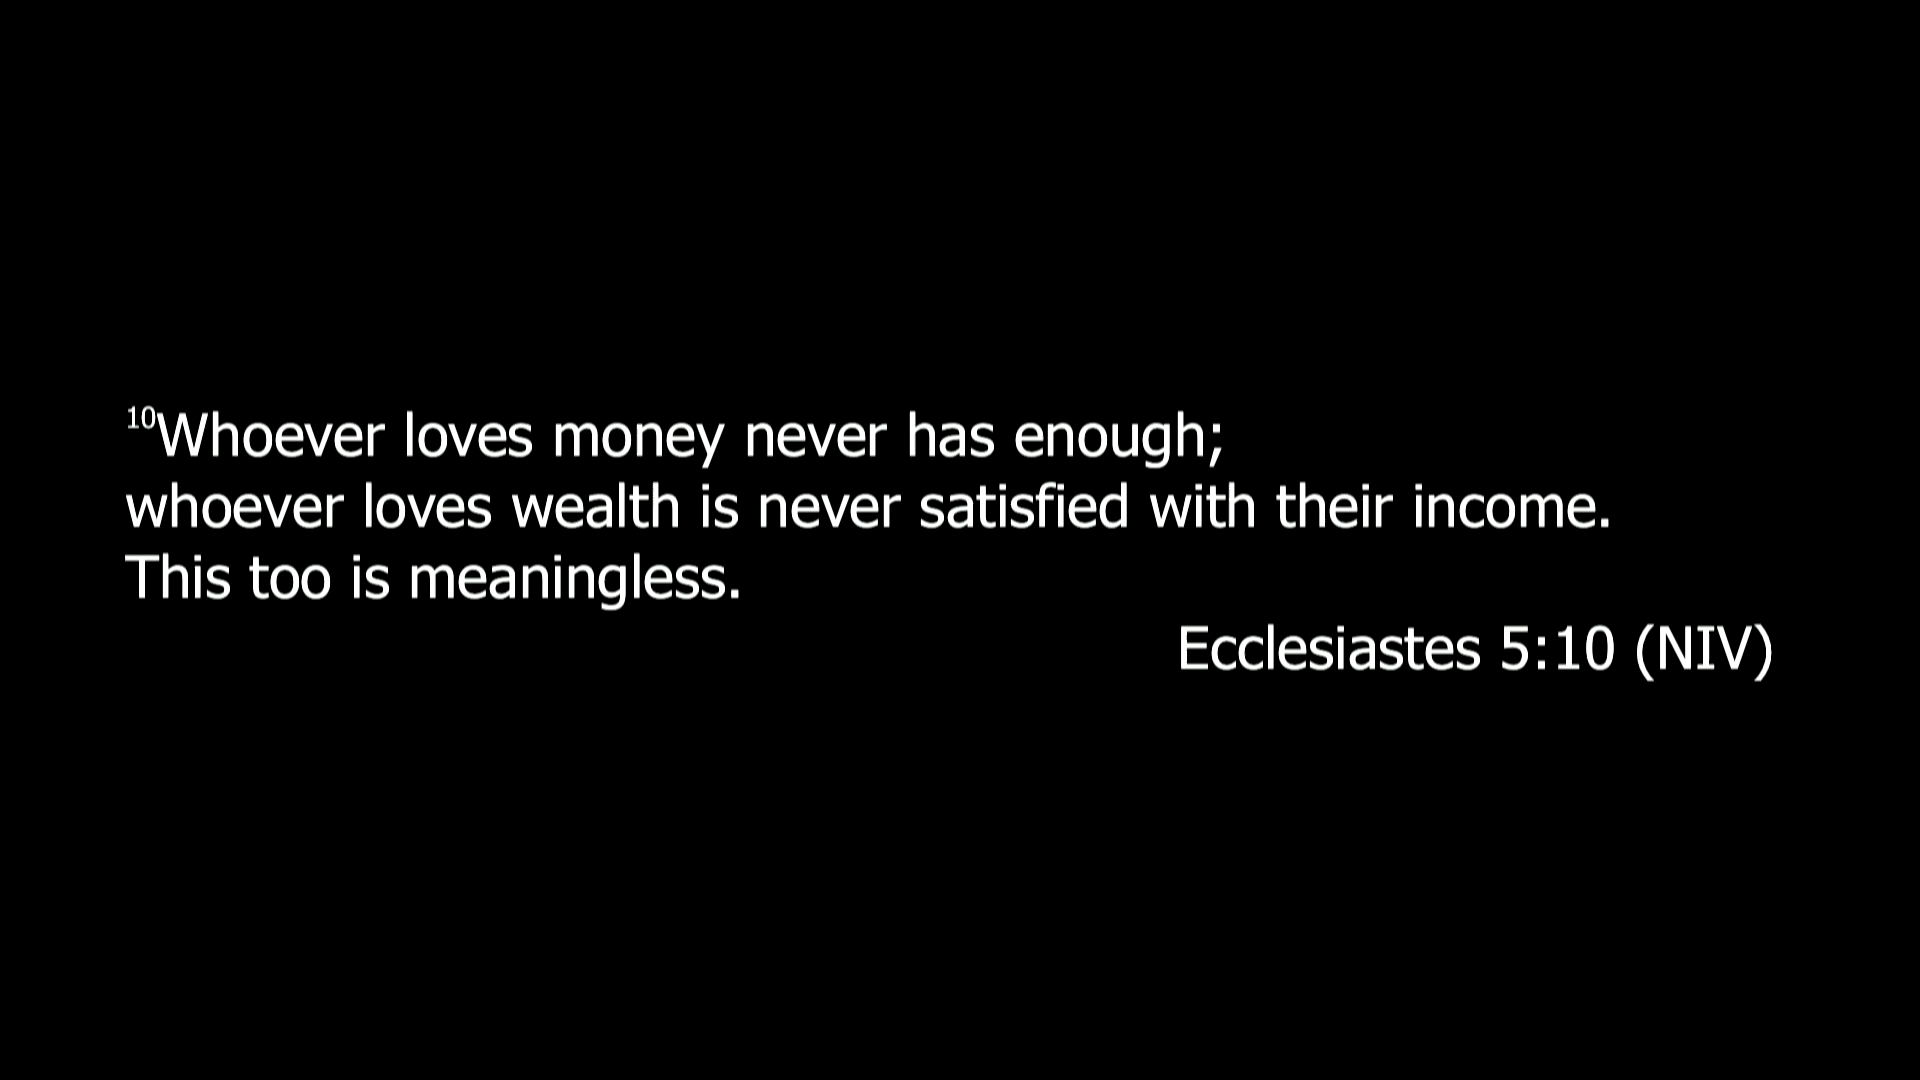 ¹⁰Whoever loves money never has enough;
whoever loves wealth is never satisfied with their income.
This too is meaningless.
Ecclesiastes 5:10 (NIV)